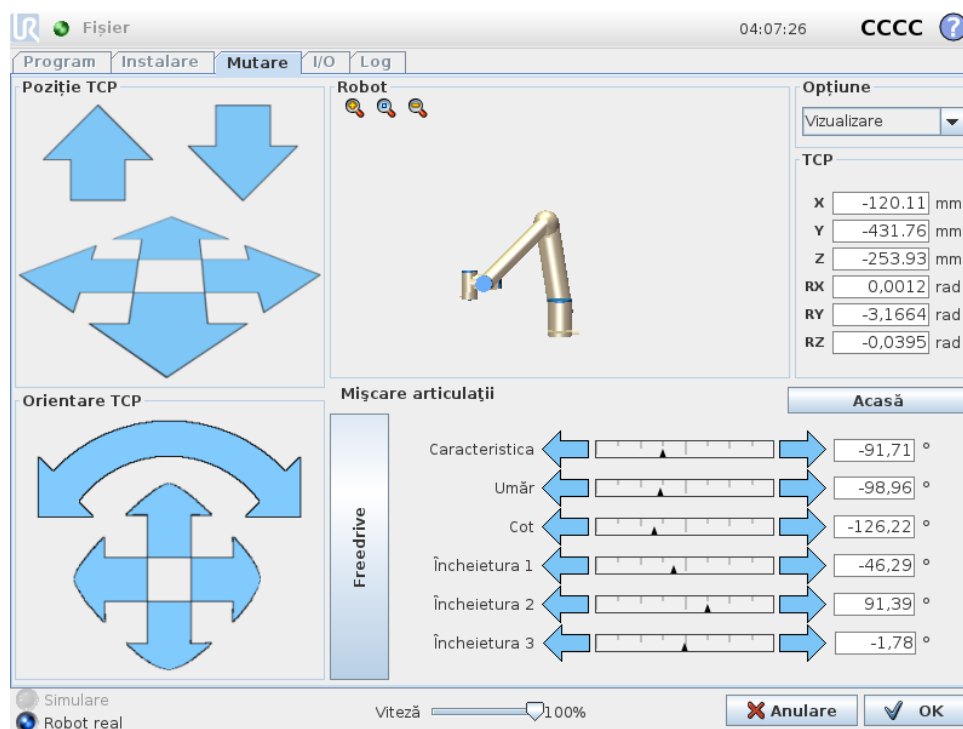 UR Fișier 04:07:26 CCCC ?
Program Instalare Mutare I/O Log
Poziție TCP
Robot
Opțiune
Vizualizare
TCP
X -120.11 mm
Y -431.76 mm
Z -253.93 mm
RX 0,0012 rad
RY -3,1664 rad
RZ -0,0395 rad
Orientare TCP
Mișcare articulații
Acasă
Freedrive
Caracteristica -91,71 °
Umăr -98,96 °
Cot -126,22 °
Încheietura 1 -46,29 °
Încheietura 2 91,39 °
Încheietura 3 -1,78 °
Simulare
Robot real
Viteză 100%
Anulare
OK